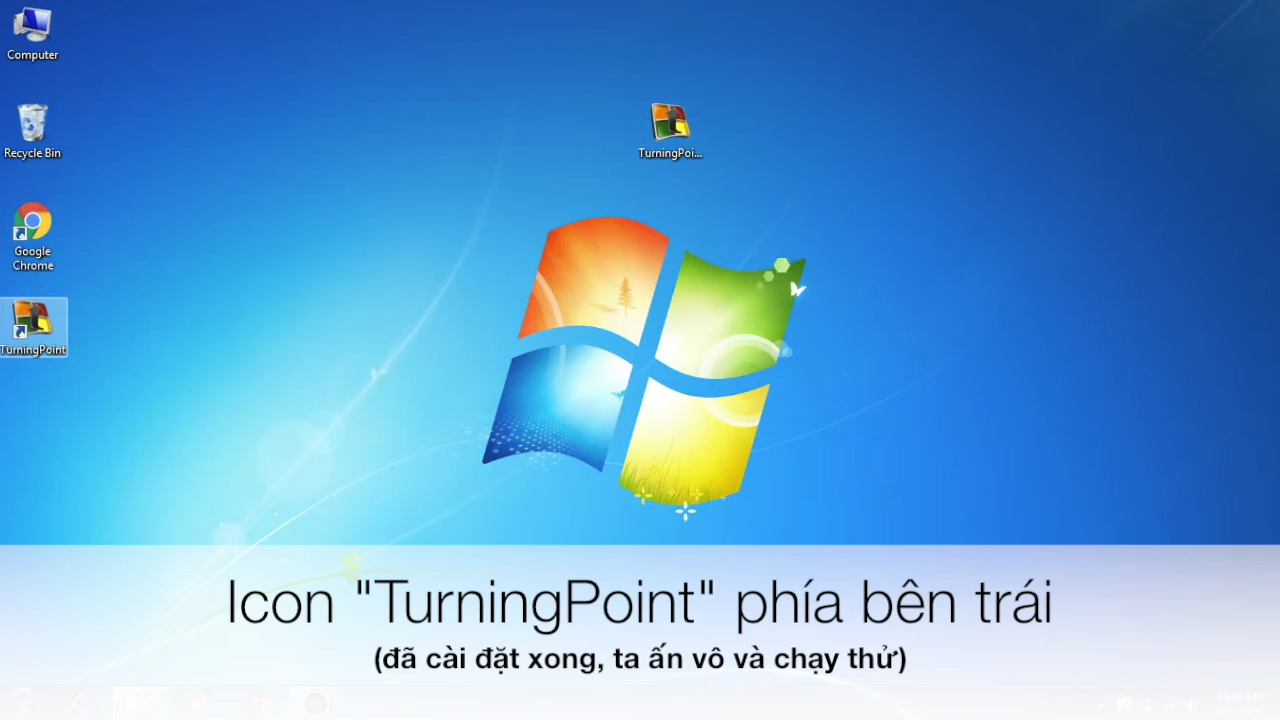 Computer
Recycle Bin
Google
Chrome
TurningPoint
TurningPoi...
Icon "TurningPoint" phía bên trái
(đã cài đặt xong, ta ấn vô và chạy thử)